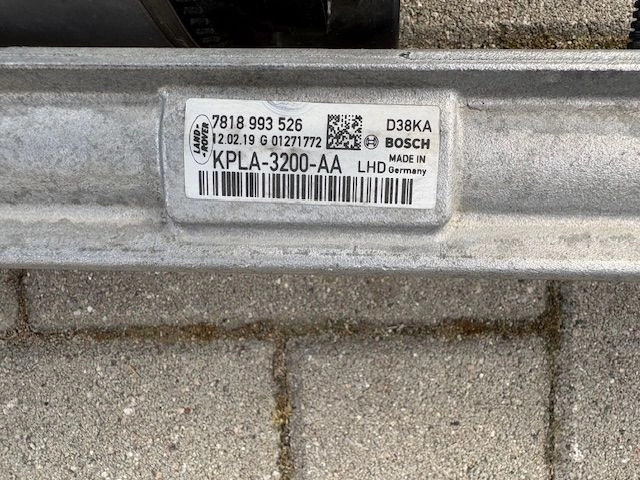 LAND-
ROVER
7818 993 526
D38KA
12.02.19 G 01271772
BOSCH
KPLA-3200-AA
LHD
MADE IN
Germany